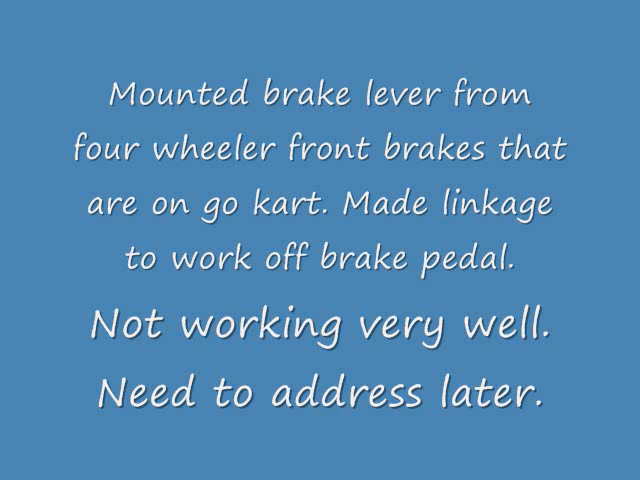 Mounted brake lever from
four wheeler front brakes that
are on go kart. Made linkage
to work off brake pedal.
Not working very well.
Need to address later.